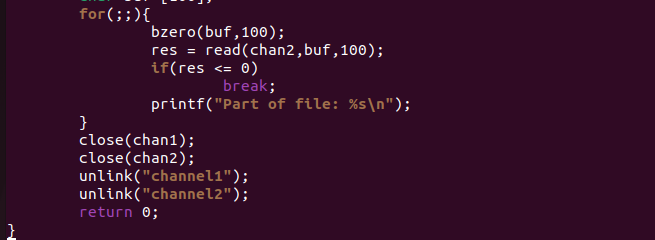 for(;;){
bzero(buf,100);
res = read(chan2,buf,100);
if(res <= 0)
break;
printf("Part of file: %s\n");
}
close(chan1);
close(chan2);
unlink("channel1");
unlink("channel2");
return 0;
}